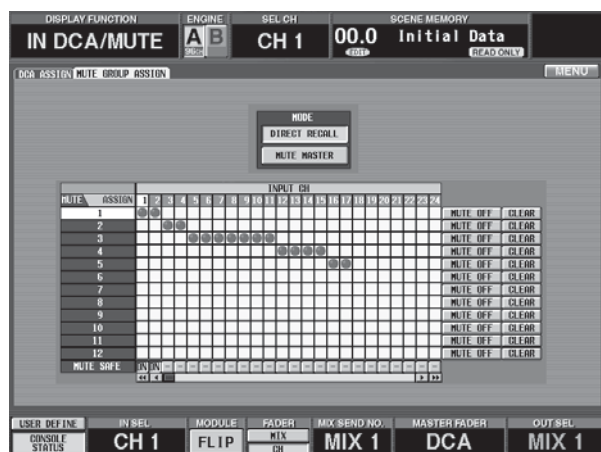 DISPLAY FUNCTION ENGINE SEL CH SCENE MEMORY
IN DCA/MUTE A B CH 1 00.0 Initial Data
96CH EDIT READ ONLY
DCA ASSIGN MUTE GROUP ASSIGN MENU
MODE
DIRECT RECALL
MUTE MASTER
INPUT CH
MUTE ASSIGN 1 2 3 4 5 6 7 8 9 10 11 12 13 14 15 16 17 18 19 20 21 22 23 24
1 MUTE OFF CLEAR
2 MUTE OFF CLEAR
3 MUTE OFF CLEAR
4 MUTE OFF CLEAR
5 MUTE OFF CLEAR
6 MUTE OFF CLEAR
7 MUTE OFF CLEAR
8 MUTE OFF CLEAR
9 MUTE OFF CLEAR
10 MUTE OFF CLEAR
11 MUTE OFF CLEAR
12 MUTE OFF CLEAR
MUTE SAFE ON ON - - - - - - - - - - - - - - - - - - - - - -
USER DEFINE IN SEL MODULE FADER MIX SEND NO. MASTER FADER OUT SEL
CONSOLE STATUS CH 1 FLIP MIX CH MIX 1 DCA MIX 1